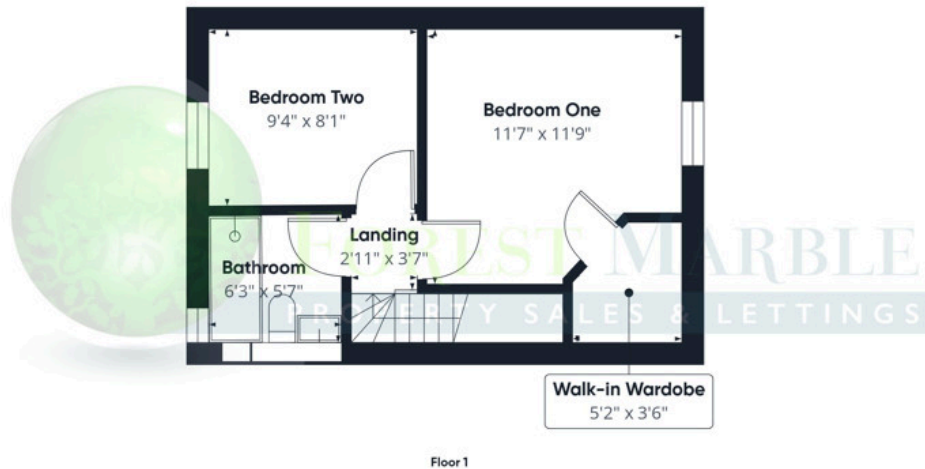 Bedroom Two
9'4" x 8'1"
Bedroom One
11'7" x 11'9"
Landing
2'11" x 3'7"
Bathroom
6'3" x 5'7"
FOREST MARBLE
PROPERTY SALES & LETTINGS
Walk-in Wardobe
5'2" x 3'6"
Floor 1